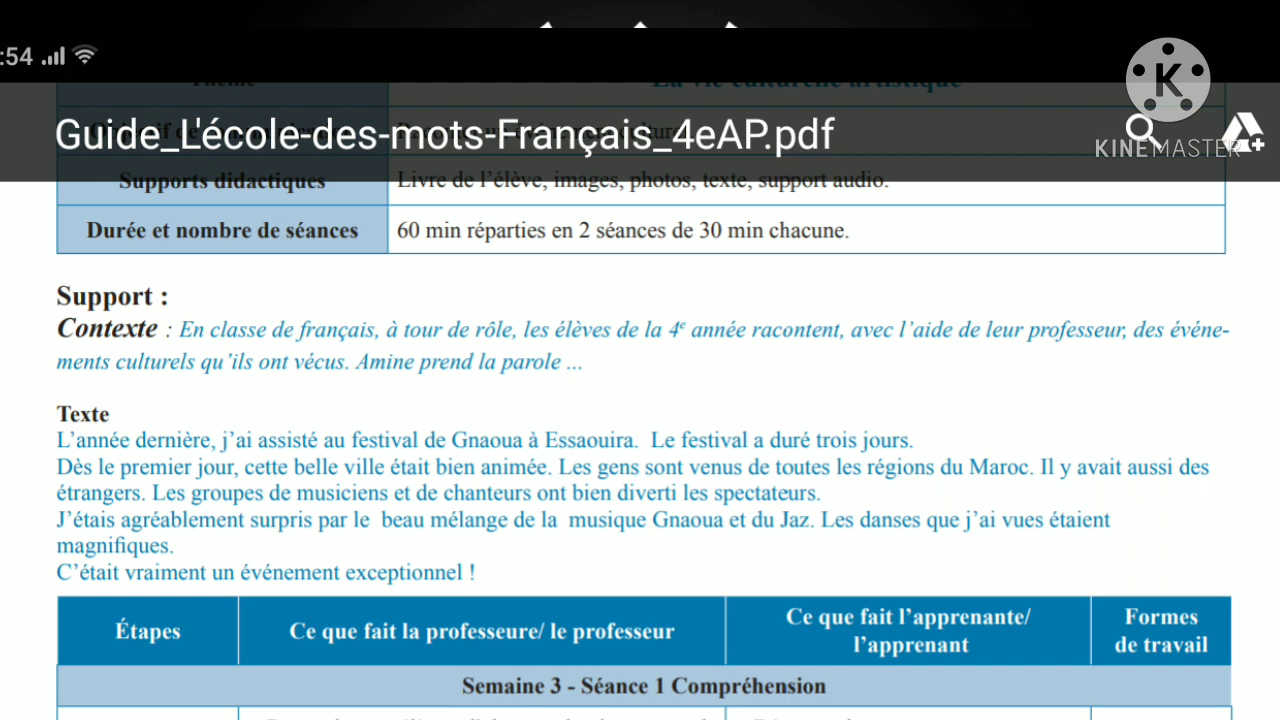 :54
La vie culturelle artistique
Guide_L'école-des-mots-Français_4eAP.pdf
K
KINEMASTER
Supports didactiques
Livre de l'élève, images, photos, texte, support audio.
Durée et nombre de séances
60 min réparties en 2 séances de 30 min chacune.
Support :
Contexte : En classe de français, à tour de rôle, les élèves de la 4e année racontent, avec l'aide de leur professeur, des événe-
ments culturels qu'ils ont vécus. Amine prend la parole ...
Texte
L'année dernière, j'ai assisté au festival de Gnaoua à Essaouira. Le festival a duré trois jours.
Dès le premier jour, cette belle ville était bien animée. Les gens sont venus de toutes les régions du Maroc. Il y avait aussi des
étrangers. Les groupes de musiciens et de chanteurs ont bien diverti les spectateurs.
J'étais agréablement surpris par le beau mélange de la musique Gnaoua et du Jaz. Les danses que j'ai vues étaient
magnifiques.
C'était vraiment un événement exceptionnel !
Étapes
Ce que fait la professeure/ le professeur
Ce que fait l'apprenante/
l'apprenant
Formes
de travail
Semaine 3 - Séance 1 Compréhension